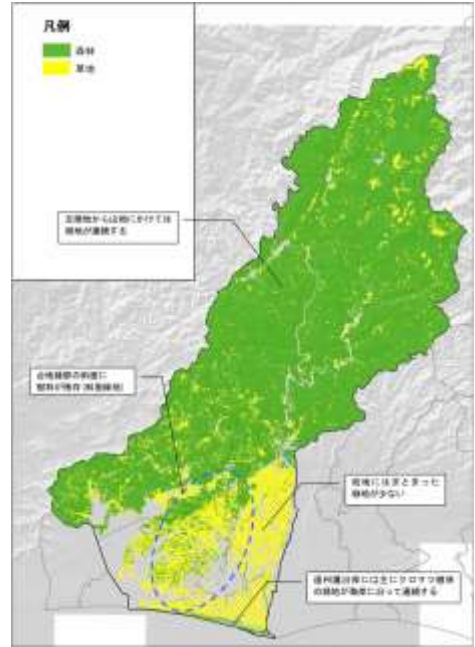 凡例
森林
草地
丘陵地から山地にかけては
緑地が連続する
台地縁部の斜面に
樹林が残存（斜面緑地）
平地にはまとまった
緑地が少ない
遠州灘沿岸には主にクロマツ植林
の緑地が海岸に沿って連続する